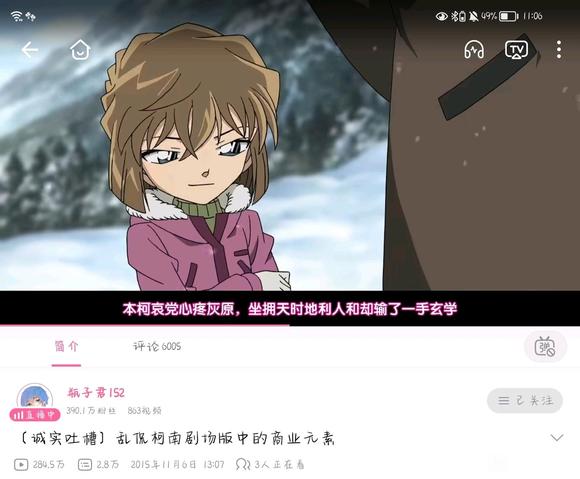 49% 11:06
TV
本柯哀党心疼灰原，坐拥天时地利人和却输了一手玄学
简介 评论 6005 弹
瓶子君152
直播中 390.1万粉丝 863视频
已关注
〔诚实吐槽〕乱侃柯南剧场版中的商业元素
284.5万 2.8万 2015年11月6日 13:07 3人正在看